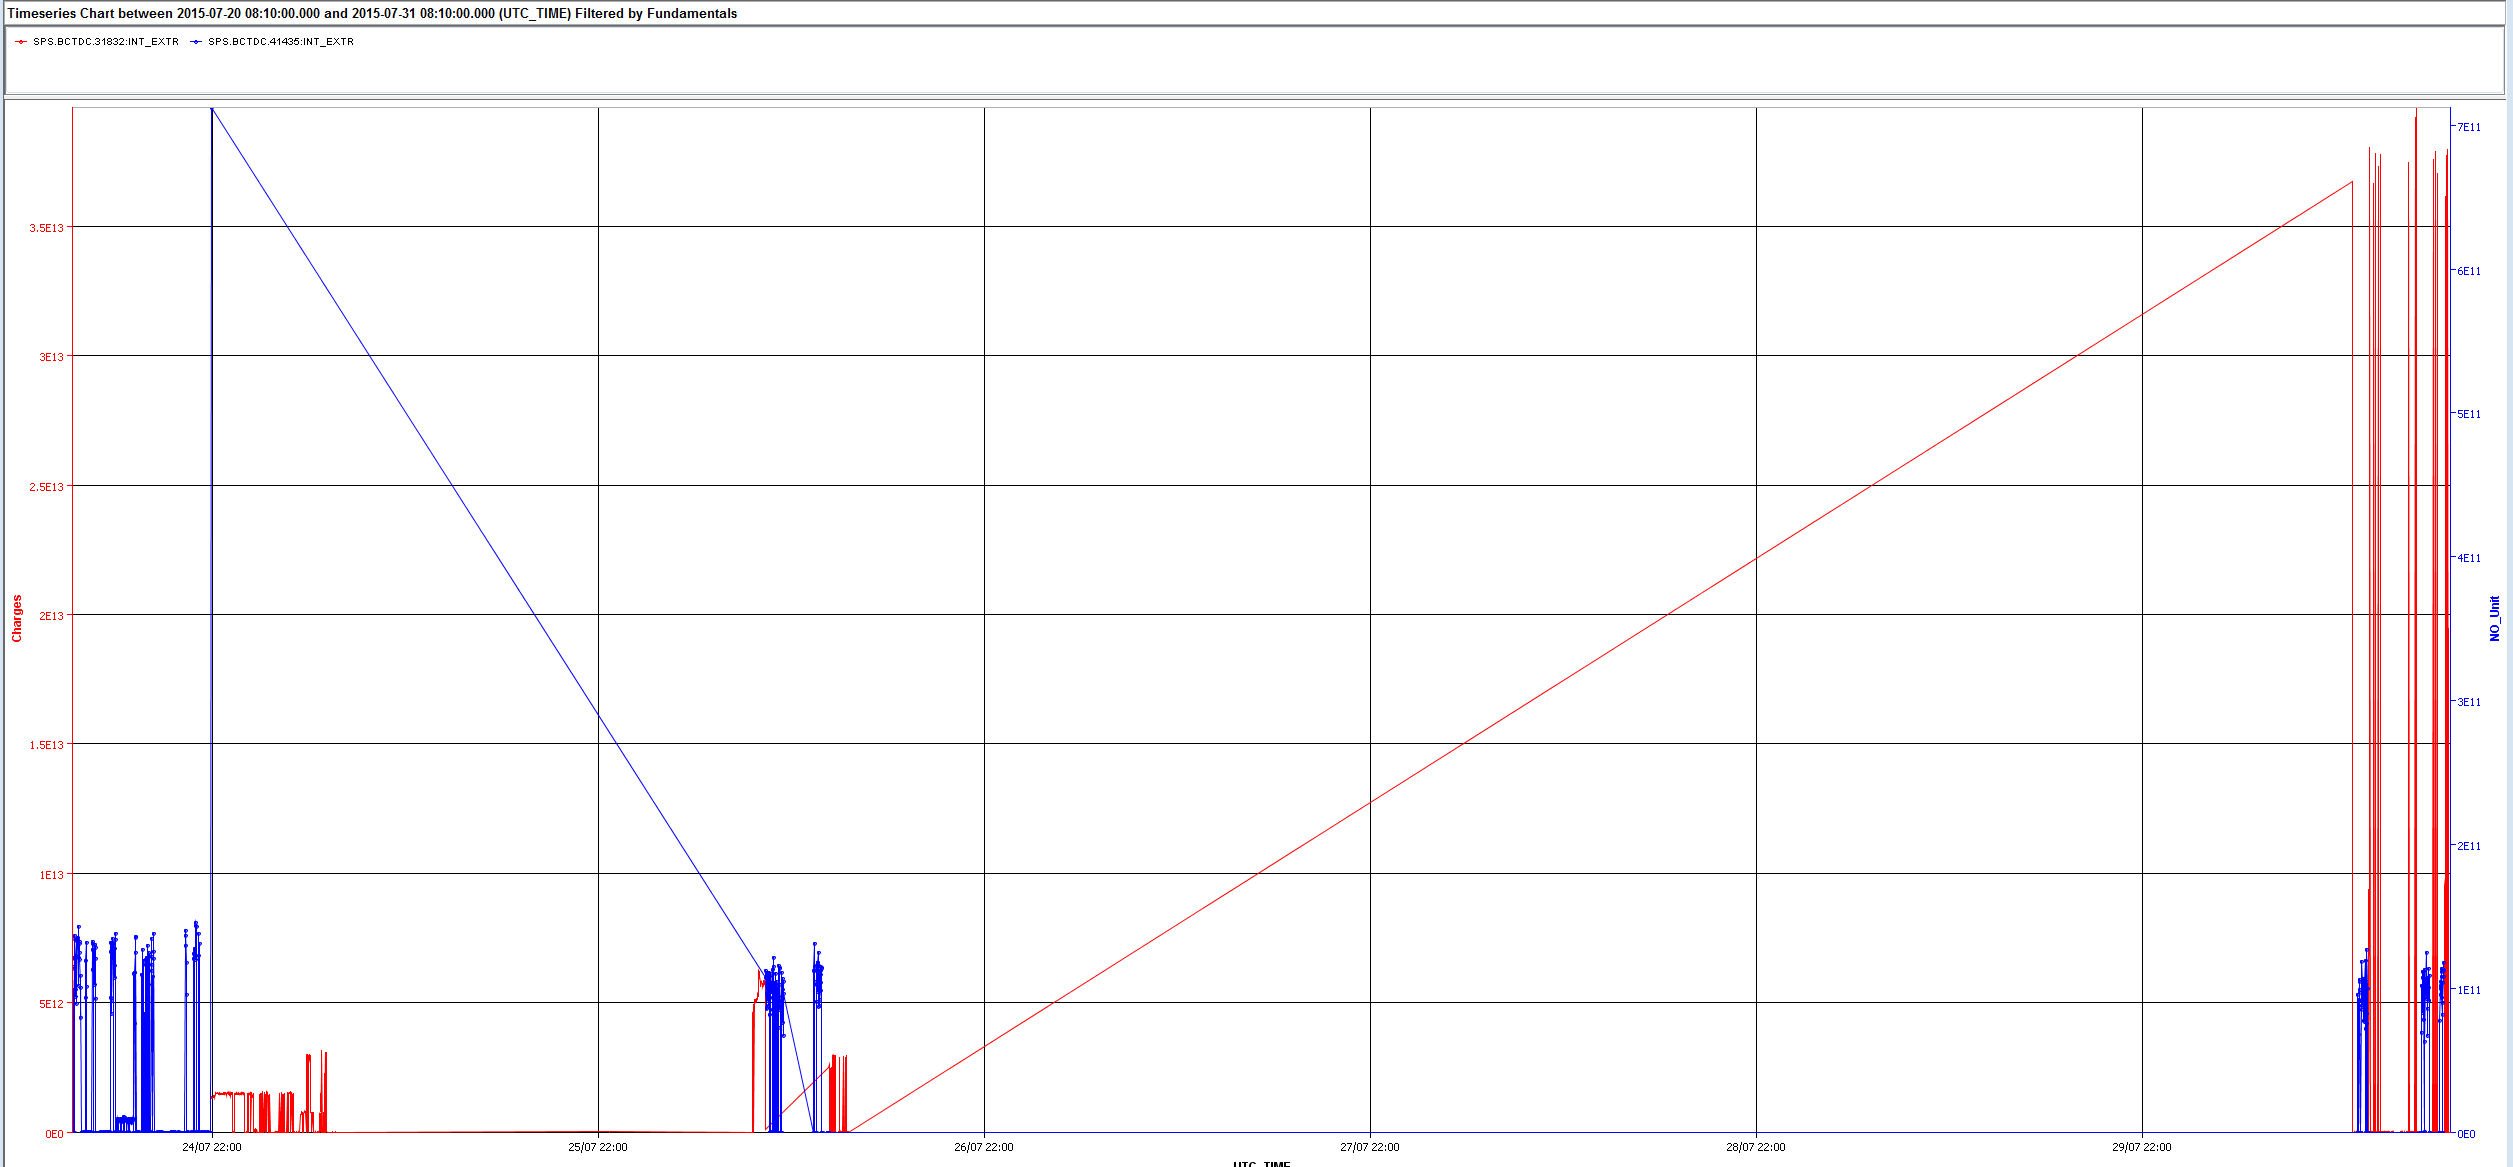 Timeseries Chart between 2015-07-20 08:10:00.000 and 2015-07-31 08:10:00.000 (UTC_TIME) Filtered by Fundamentals
SPS.BCTDC.31832:INT_EXTR SPS.BCTDC.41435:INT_EXTR
7E11
3.5E13
6E11
3E13
5E11
2.5E13
4E11
2E13
Charges
NO_Unit
3E11
1.5E13
2E11
1E13
5E12
1E11
0E0
0E0
24/07 22:00 25/07 22:00 26/07 22:00 27/07 22:00 28/07 22:00 29/07 22:00
UTC_TIME